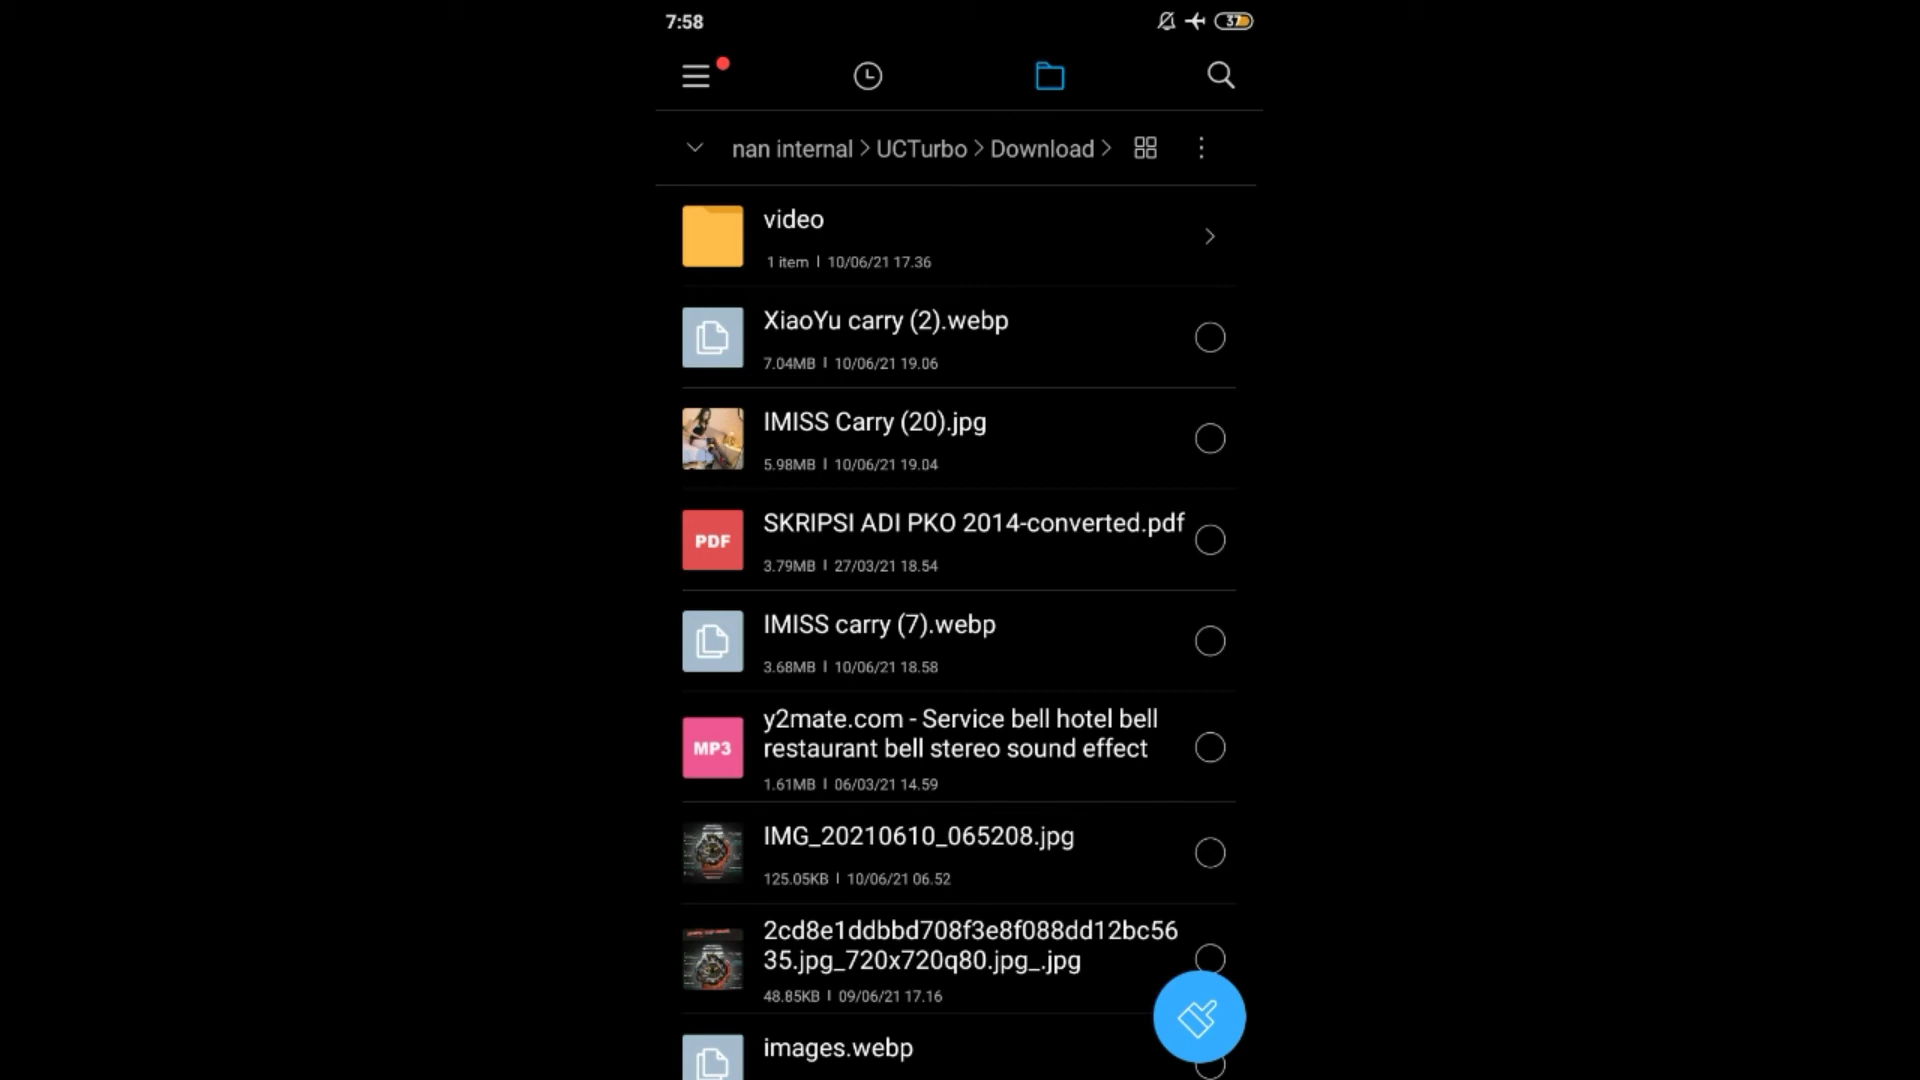 7:58
37
nan internal > UCTurbo > Download >
video
1 item | 10/06/21 17.36
XiaoYu carry (2).webp
7.04MB | 10/06/21 19.06
IMISS Carry (20).jpg
5.98MB | 10/06/21 19.04
PDF
SKRIPSI ADI PKO 2014-converted.pdf
3.79MB | 27/03/21 18.54
IMISS carry (7).webp
3.68MB | 10/06/21 18.58
MP3
y2mate.com - Service bell hotel bell
restaurant bell stereo sound effect
1.61MB | 06/03/21 14.59
IMG_20210610_065208.jpg
125.05KB | 10/06/21 06.52
2cd8e1ddbbd708f3e8f088dd12bc56
35.jpg_720x720q80.jpg_.jpg
48.85KB | 09/06/21 17.16
images.webp